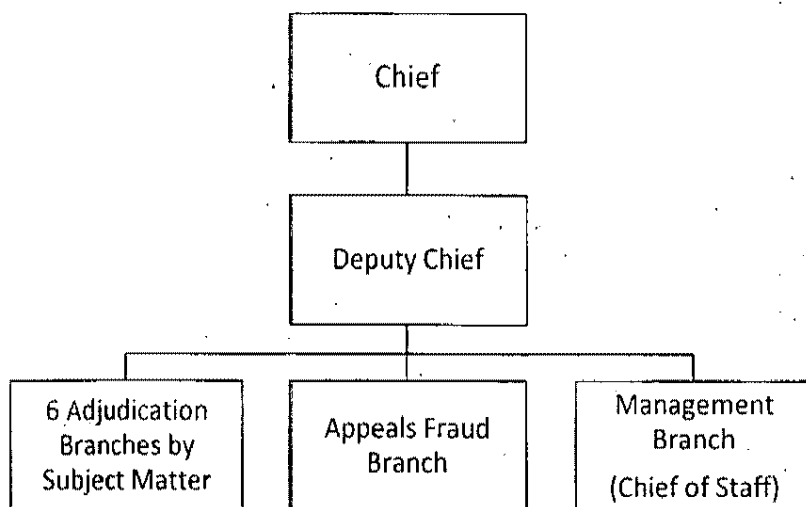 Chief
Deputy Chief
6 Adjudication
Branches by
Subject Matter
Appeals Fraud
Branch
Management
Branch
(Chief of Staff)